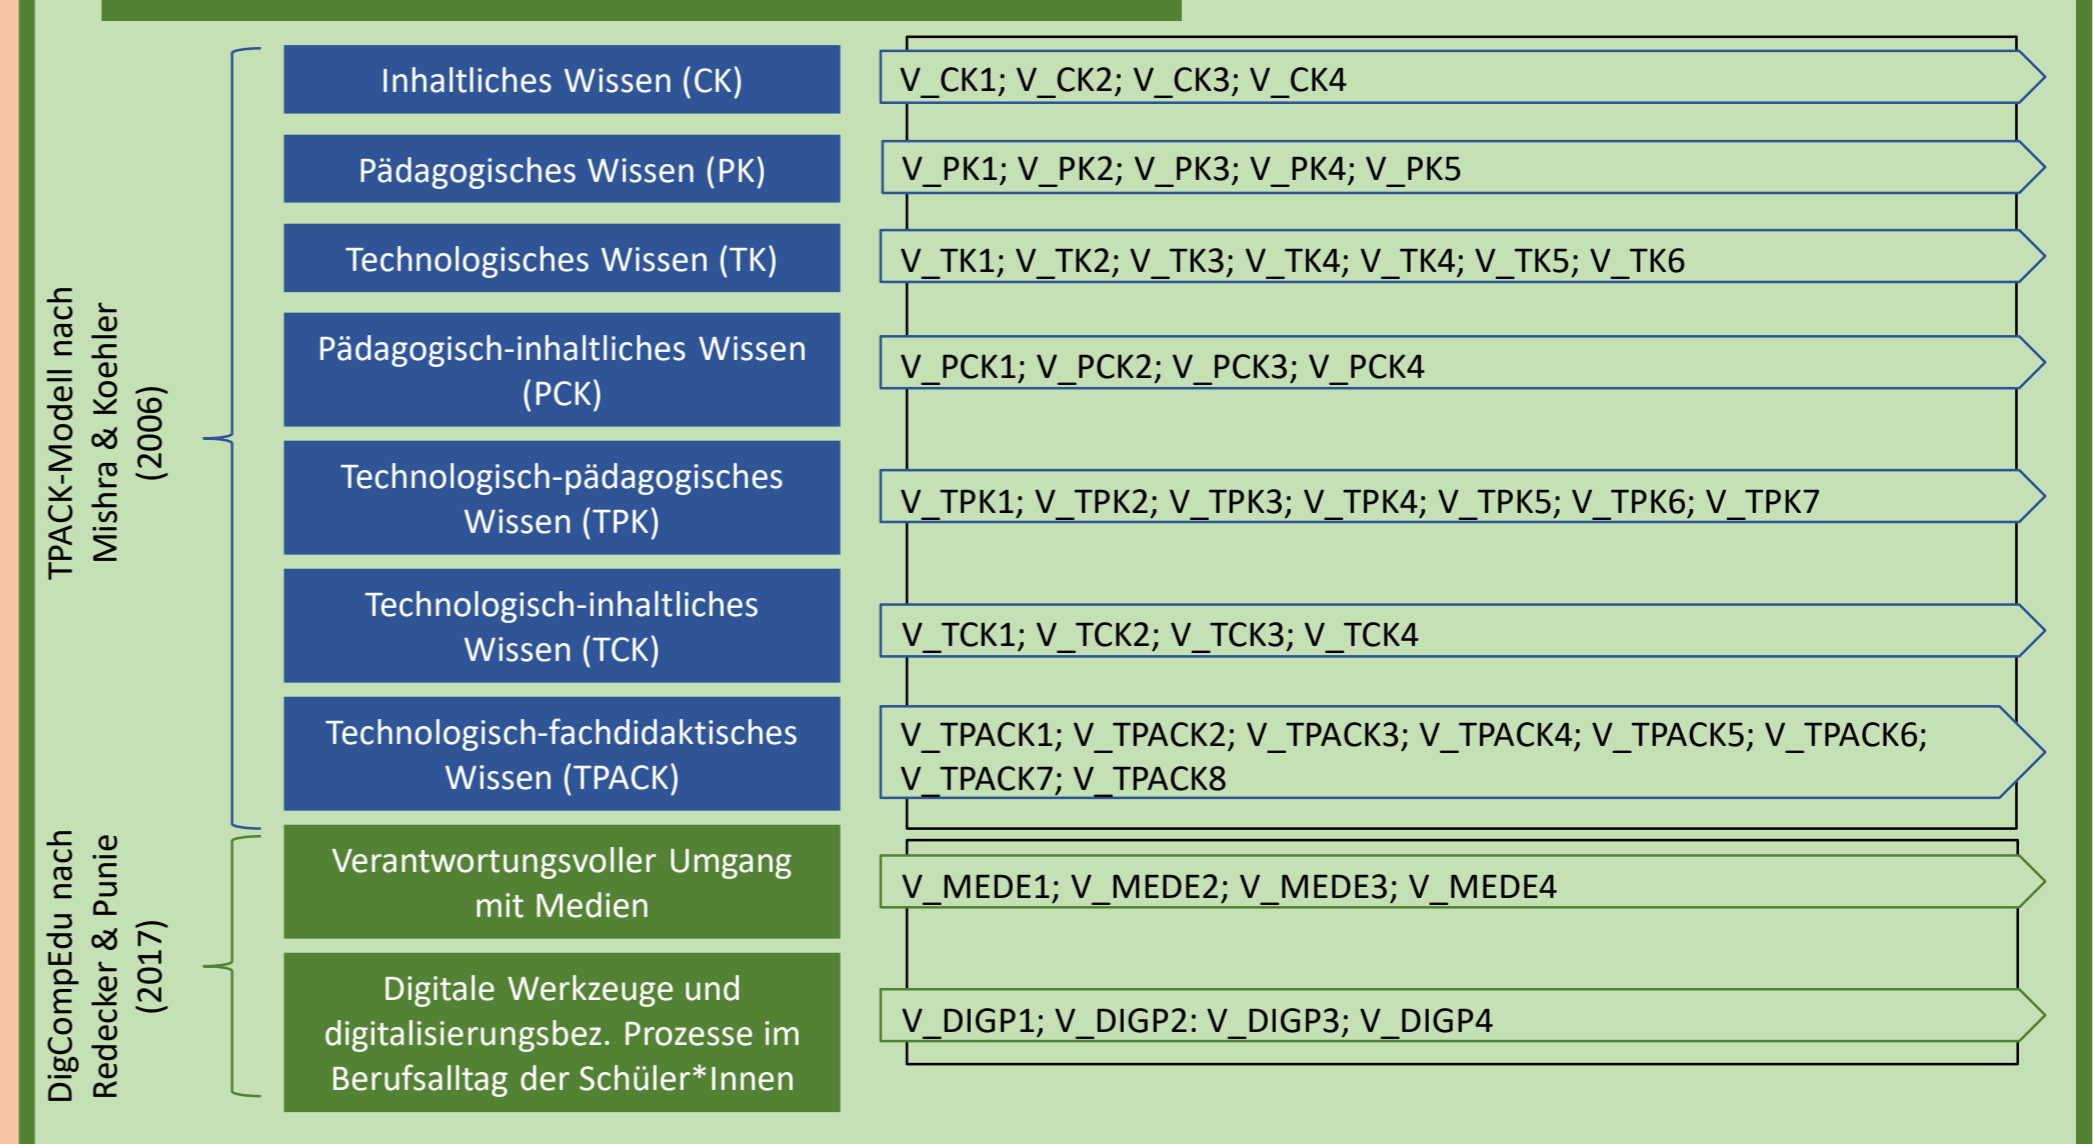 TPACK-Modell nach
Mishra & Koehler
(2006)
Inhaltliches Wissen (CK)
V_CK1; V_CK2; V_CK3; V_CK4
Pädagogisches Wissen (PK)
V_PK1; V_PK2; V_PK3; V_PK4; V_PK5
Technologisches Wissen (TK)
V_TK1; V_TK2; V_TK3; V_TK4; V_TK4; V_TK5; V_TK6
Pädagogisch-inhaltliches Wissen
(PCK)
V_PCK1; V_PCK2; V_PCK3; V_PCK4
Technologisch-pädagogisches
Wissen (TPK)
V_TPK1; V_TPK2; V_TPK3; V_TPK4; V_TPK5; V_TPK6; V_TPK7
Technologisch-inhaltliches
Wissen (TCK)
V_TCK1; V_TCK2; V_TCK3; V_TCK4
Technologisch-fachdidaktisches
Wissen (TPACK)
V_TPACK1; V_TPACK2; V_TPACK3; V_TPACK4; V_TPACK5; V_TPACK6;
V_TPACK7; V_TPACK8
DigCompEdu nach
Redecker & Punie
(2017)
Verantwortungsvoller Umgang
mit Medien
V_MEDE1; V_MEDE2; V_MEDE3; V_MEDE4
Digitale Werkzeuge und
digitalisierungsbez. Prozesse im
Berufsalltag der Schüler*Innen
V_DIGP1; V_DIGP2: V_DIGP3; V_DIGP4